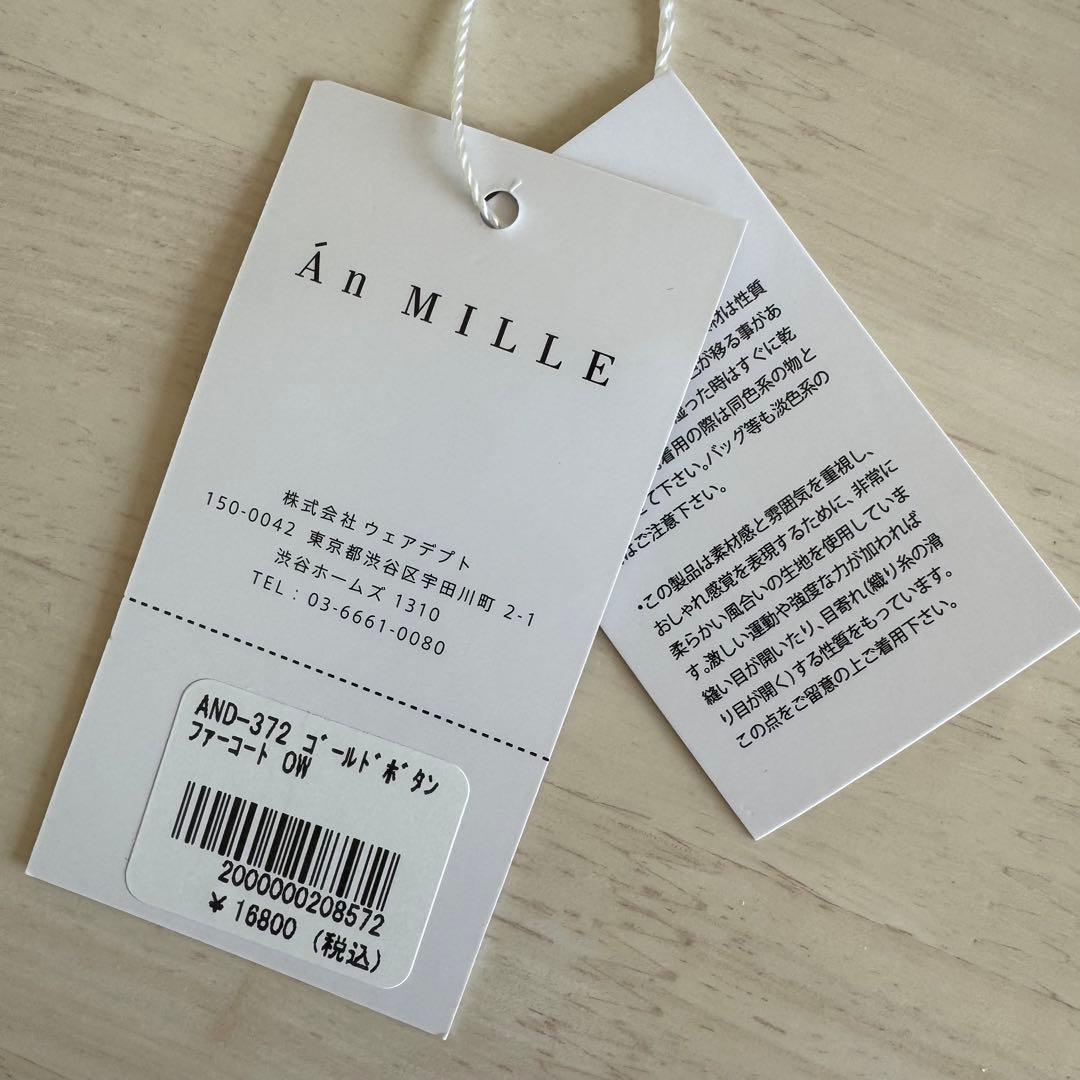 Án MILLE
株式会社 ウェアデプト
150-0042 東京都渋谷区宇田川町 2-1
渋谷ホームズ 1310
TEL : 03-6661-0080
AND-372 ｺﾞｰﾙﾄﾞﾎﾞﾀﾝ
ﾌｧｰｺｰﾄ OW
2000000208572
¥ 16800 (税込)
材は性質
が移る事があ
湿った時はすぐに乾
着用の際は同色系の物と
て下さい。バッグ等も淡色系の
はご注意下さい。
・この製品は素材感と雰囲気を重視し、
おしゃれ感覚を表現するために、非常に
柔らかい風合いの生地を使用していま
す。激しい運動や強度な力が加われば
縫い目が開いたり、目寄れ(織り糸の滑
り目が開く)する性質をもっています。
この点をご留意の上ご着用下さい。